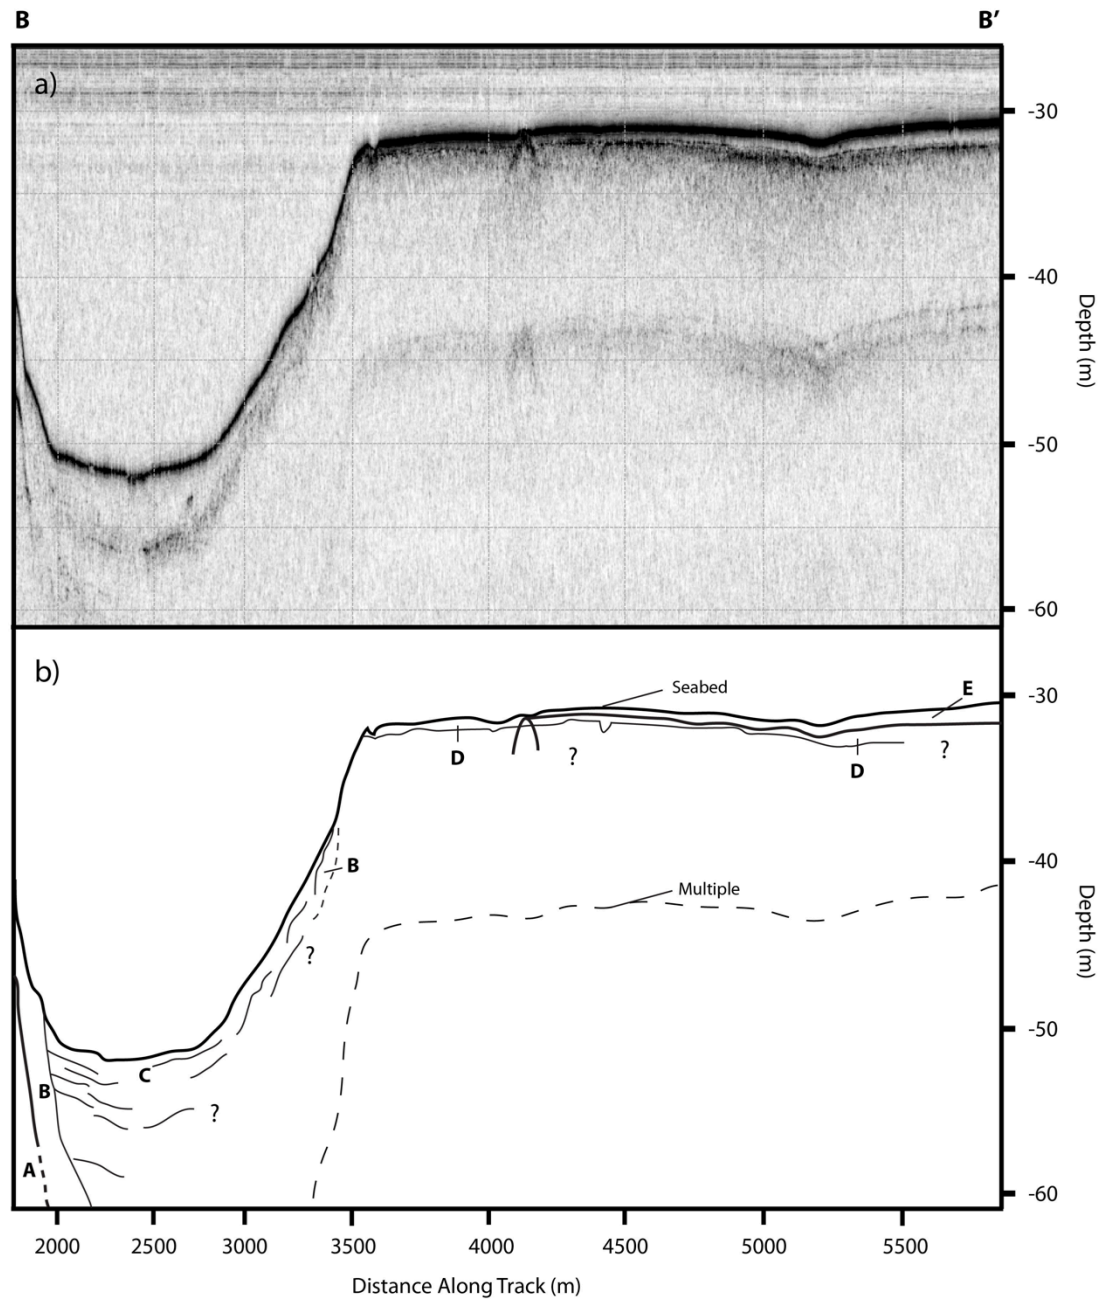 B B’
a)
-30
-40
Depth (m)
-50
-60
b)
Seabed
E
-30
D
?
D
?
B
-40
Multiple
Depth (m)
?
-50
C
B
?
A
-60
2000 2500 3000 3500 4000 4500 5000 5500
Distance Along Track (m)